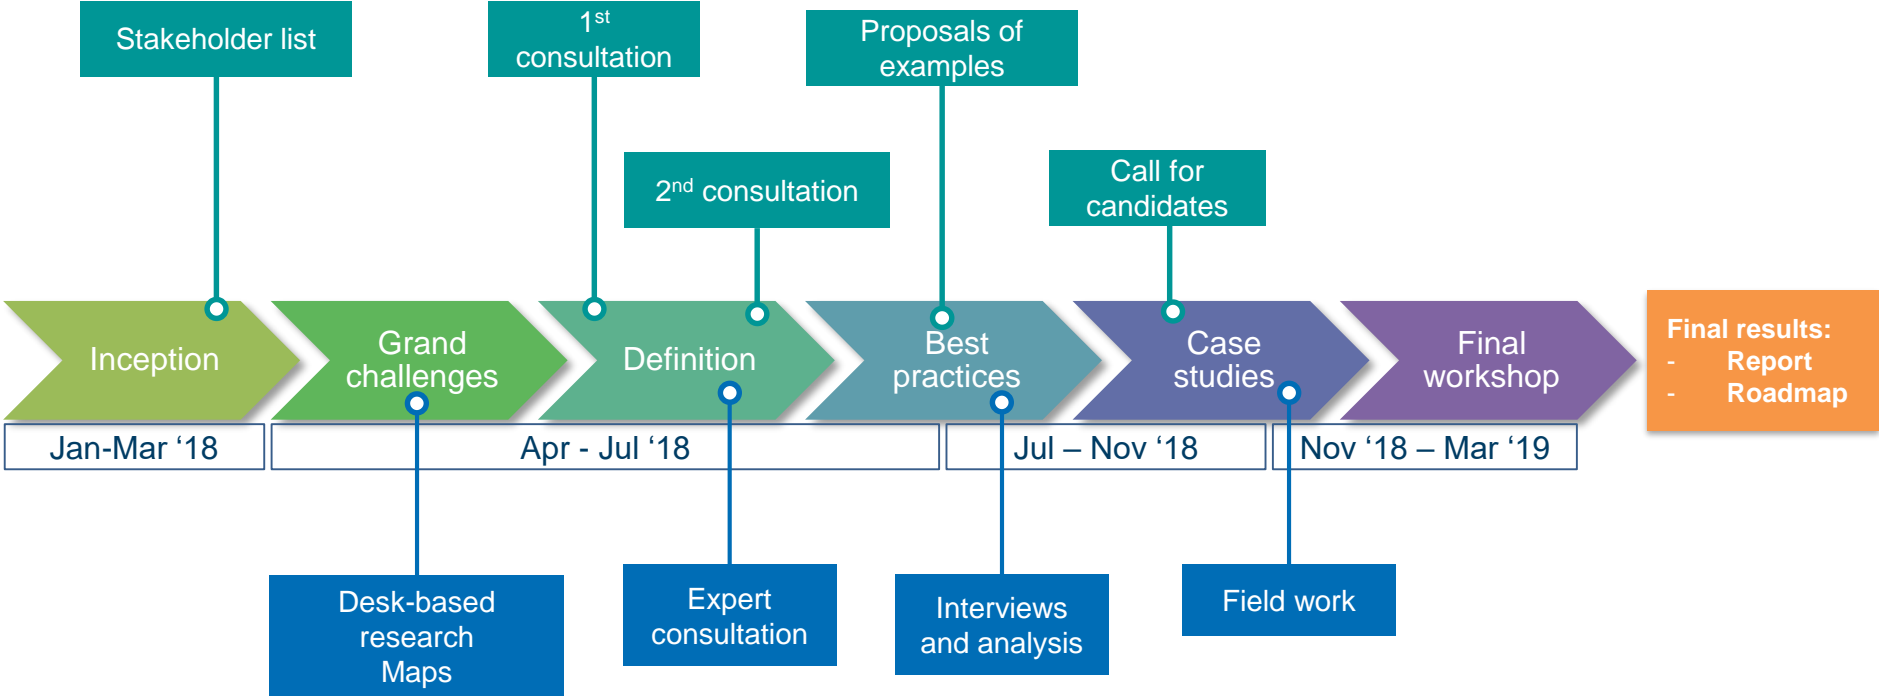 Stakeholder list
1st
consultation
Proposals of
examples
2nd consultation
Call for
candidates
Inception
Grand
challenges
Definition
Best
practices
Case
studies
Final
workshop
Final results:
- Report
- Roadmap
Jan-Mar ‘18
Apr - Jul ‘18
Jul – Nov ‘18
Nov ‘18 – Mar ‘19
Desk-based
research
Maps
Expert
consultation
Interviews
and analysis
Field work